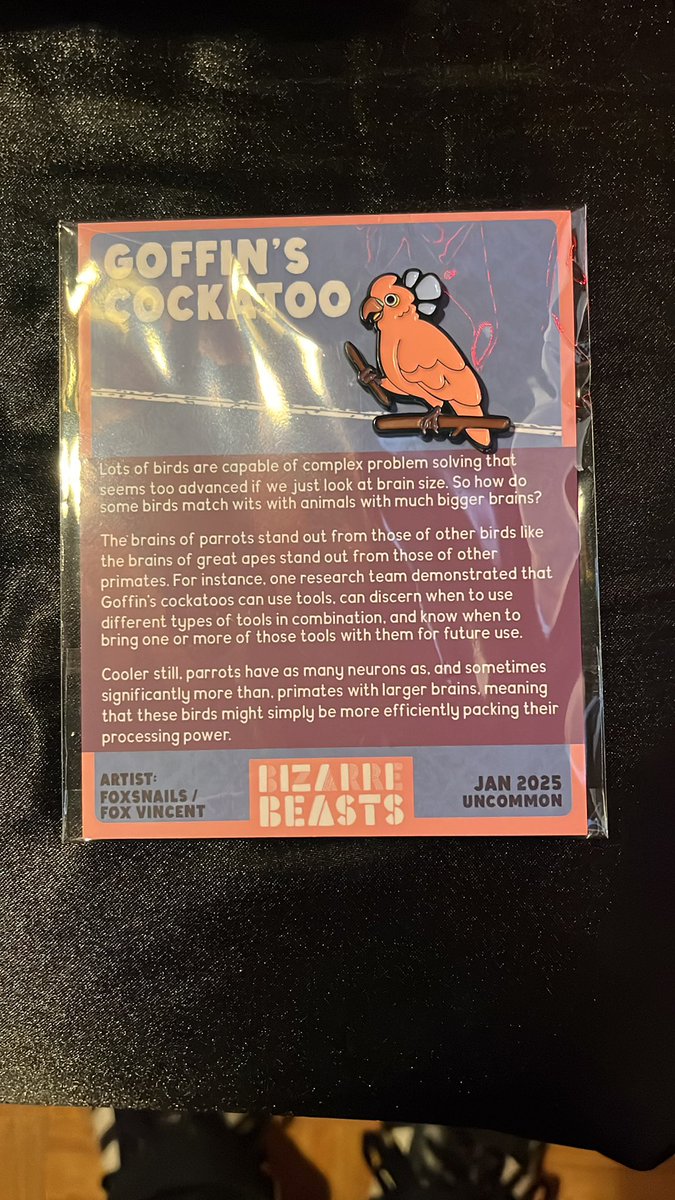 GOFFIN'S
COCKATOO
Lots of birds are capable of complex problem solving that
seems too advanced if we just look at brain size. So how do
some birds match wits with animals with much bigger brains?
The brains of parrots stand out from those of other birds like
the brains of great apes stand out from those of other
primates. For instance, one research team demonstrated that
Goffin's cockatoos can use tools, can discern when to use
different types of tools in combination, and know when to
bring one or more of those tools with them for future use.
Cooler still, parrots have as many neurons as, and sometimes
significantly more than, primates with larger brains, meaning
that these birds might simply be more efficiently packing their
processing power.
ARTIST:
FOXSNAILS /
FOX VINCENT
BIZARRE
BEASTS
JAN 2025
UNCOMMON